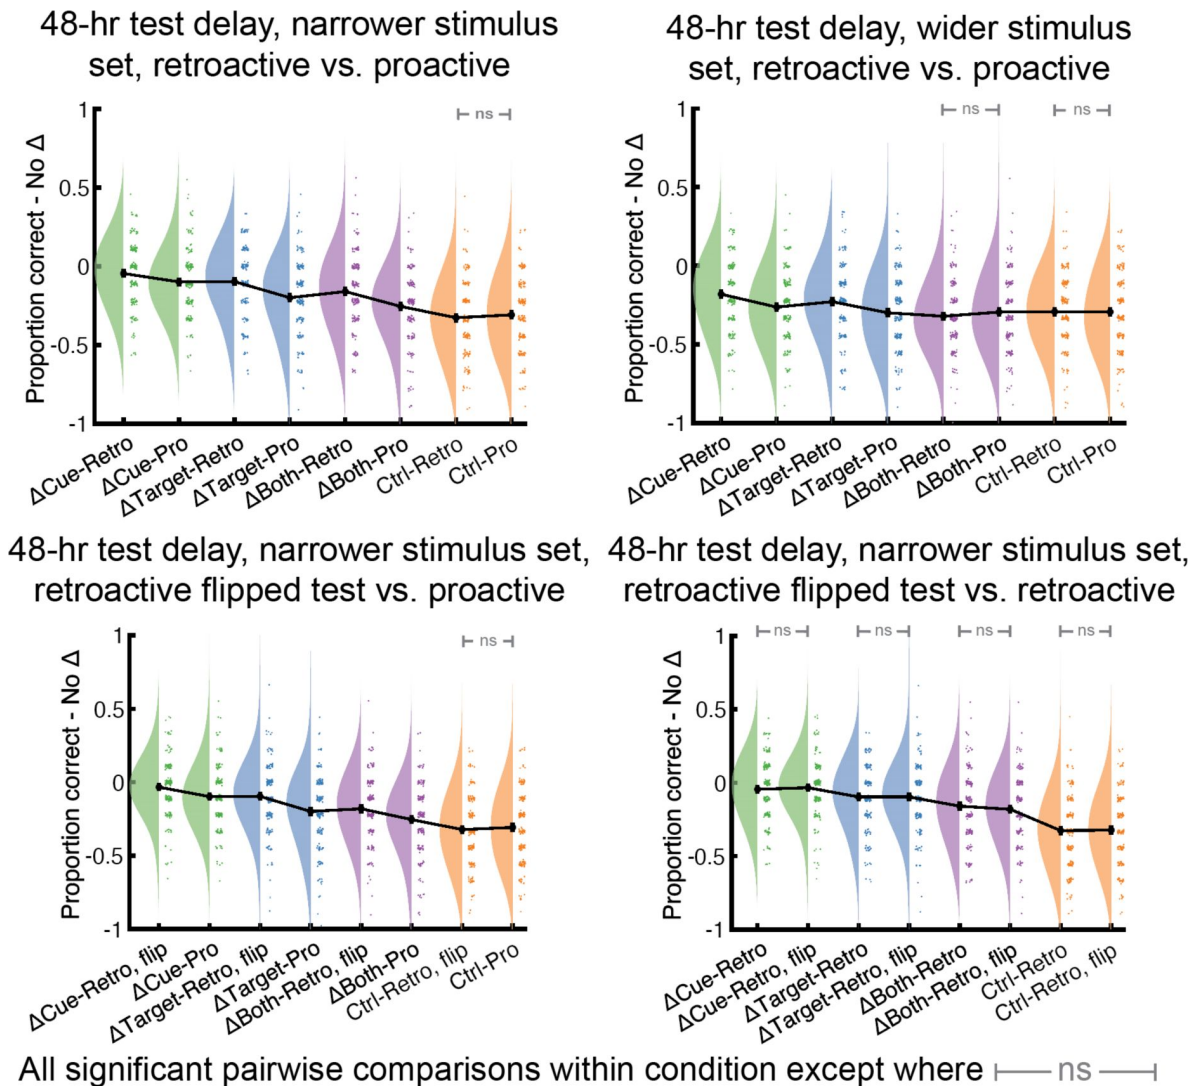 48-hr test delay, narrower stimulus
set, retroactive vs. proactive
Proportion correct - No Δ
1
0.5
0
-0.5
-1
ns
ΔCue-Retro
ΔCue-Pro
ΔTarget-Retro
ΔTarget-Pro
ΔBoth-Retro
ΔBoth-Pro
Ctrl-Retro
Ctrl-Pro
48-hr test delay, wider stimulus
set, retroactive vs. proactive
Proportion correct - No Δ
1
0.5
0
-0.5
-1
ns
ns
ΔCue-Retro
ΔCue-Pro
ΔTarget-Retro
ΔTarget-Pro
ΔBoth-Retro
ΔBoth-Pro
Ctrl-Retro
Ctrl-Pro
48-hr test delay, narrower stimulus set,
retroactive flipped test vs. proactive
Proportion correct - No Δ
1
0.5
0
-0.5
-1
ns
ΔCue-Retro, flip
ΔCue-Pro
ΔTarget-Retro, flip
ΔTarget-Pro
ΔBoth-Retro, flip
ΔBoth-Pro
Ctrl-Retro, flip
Ctrl-Pro
48-hr test delay, narrower stimulus set,
retroactive flipped test vs. retroactive
Proportion correct - No Δ
1
0.5
0
-0.5
-1
ns
ns
ns
ns
ΔCue-Retro
ΔCue-Retro, flip
ΔTarget-Retro
ΔTarget-Retro, flip
ΔBoth-Retro
ΔBoth-Retro, flip
Ctrl-Retro
Ctrl-Retro, flip
All significant pairwise comparisons within condition except where ns